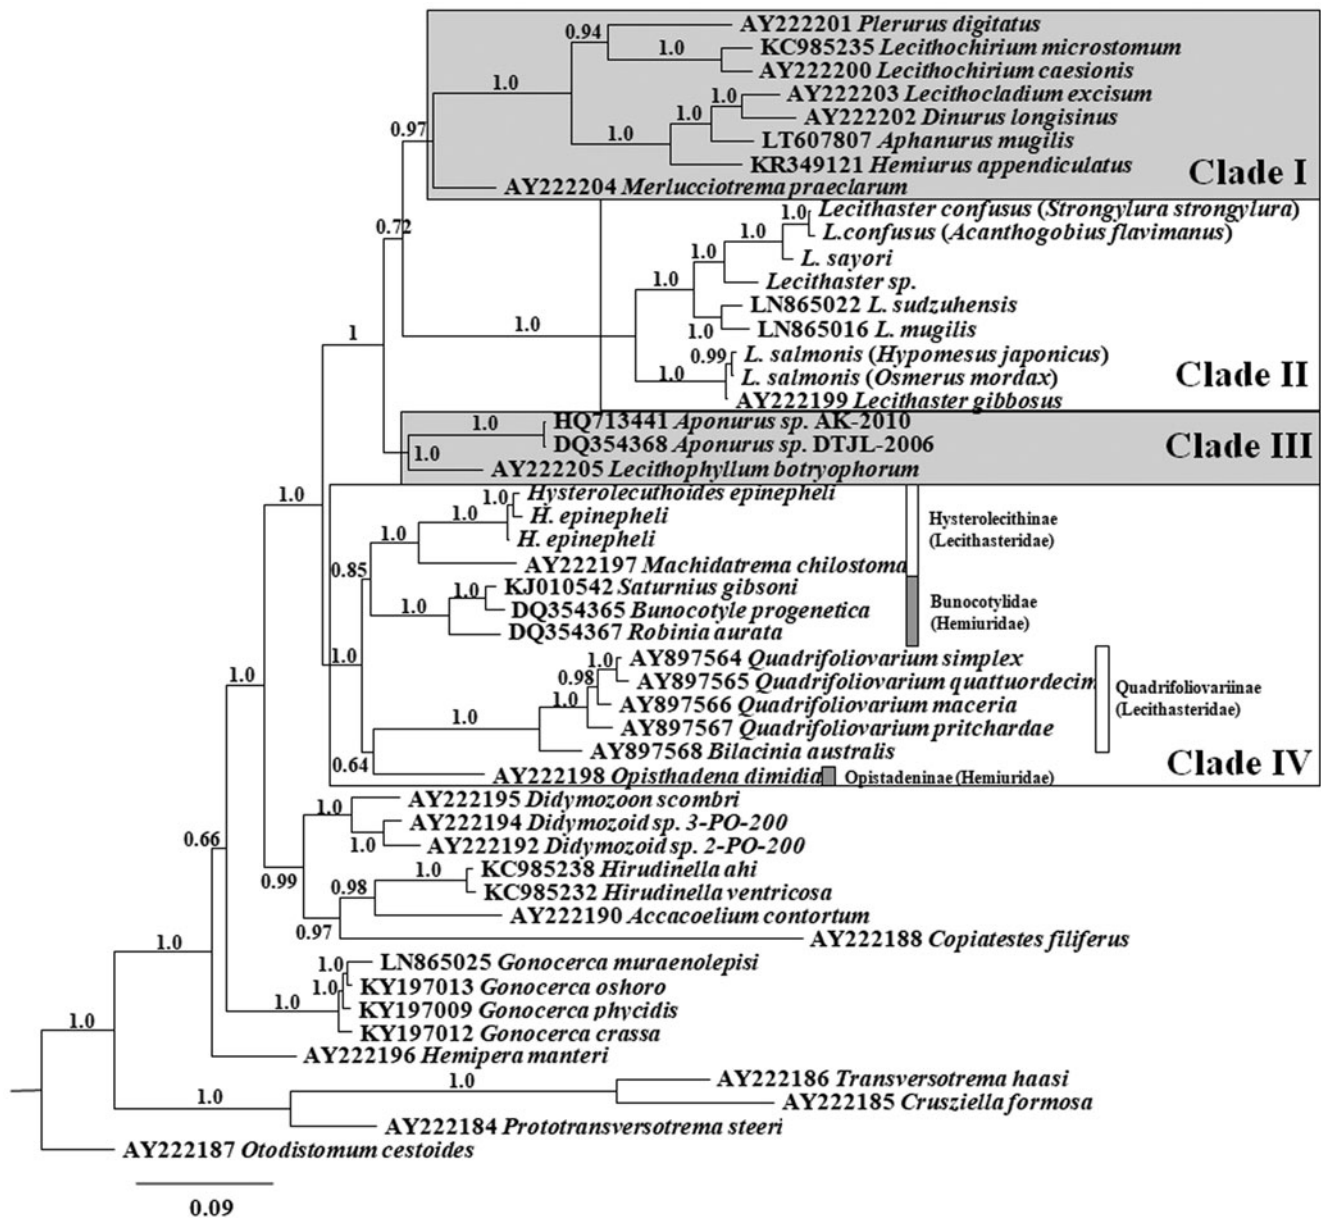 AY222201 Plerurus digitatus
0.94
KC985235 Lecithochirium microstomum
1.0
AY222200 Lecithochirium caesionis
1.0
AY222203 Lecithocladium excisum
1.0
AY222202 Dinurus longisinus
1.0
LT607807 Aphanurus mugilis
1.0
0.97
KR349121 Hemiurus appendiculatus
Clade I
AY222204 Merlucciotrema praeclarum
Lecithaster confusus (Strongylura strongylura)
1.0
0.72
L.confusus (Acanthogobius flavimanus)
1.0
L. sayori
1.0
Lecithaster sp.
1.0
LN865022 L. sudzuhensis
1.0
LN865016 L. mugilis
1.0
1
L. salmonis (Hypomesus japonicus)
0.99
L. salmonis (Osmerus mordax)
1.0
Clade II
AY222199 Lecithaster gibbosus
HQ713441 Aponurus sp. AK-2010
1.0
DQ354368 Aponurus sp. DTJL-2006
Clade III
1.0
AY222205 Lecithophyllum botryophorum
Hysterolecuthoides epinepheli
1.0
1.0
H. epinepheli
1.0
Hysterolecithinae
(Lecithasteridae)
1.0
H. epinepheli
AY222197 Machidatrema chilostoma
0.85
KJ010542 Saturnius gibsoni
1.0
DQ354365 Bunocotyle progenetica
1.0
Bunocotylidae
(Hemiuridae)
DQ354367 Robinia aurata
1.0
AY897564 Quadrifoliovarium simplex
1.0
AY897565 Quadrifoliovarium quattuordecim
0.98
1.0
Quadrifoliovariinae
(Lecithasteridae)
AY897566 Quadrifoliovarium maceria
1.0
AY897567 Quadrifoliovarium pritchardae
1.0
AY897568 Bilacinia australis
0.64
Clade IV
AY222198 Opisthadena dimidia
Opistadeninae (Hemiuridae)
AY222195 Didymozoon scombri
1.0
AY222194 Didymozoid sp. 3-PO-200
0.66
1.0
AY222192 Didymozoid sp. 2-PO-200
KC985238 Hirudinella ahi
1.0
0.99
0.98
KC985232 Hirudinella ventricosa
AY222190 Accacoelium contortum
0.97
AY222188 Copiatestes filiferus
1.0
LN865025 Gonocerca muraenolepisi
1.0
KY197013 Gonocerca oshoro
1.0
1.0
KY197009 Gonocerca phycidis
1.0
KY197012 Gonocerca crassa
AY222196 Hemipera manteri
AY222186 Transversotrema haasi
1.0
1.0
AY222185 Crusziella formosa
AY222184 Prototransversotrema steeri
AY222187 Otodistomum cestoides
0.09